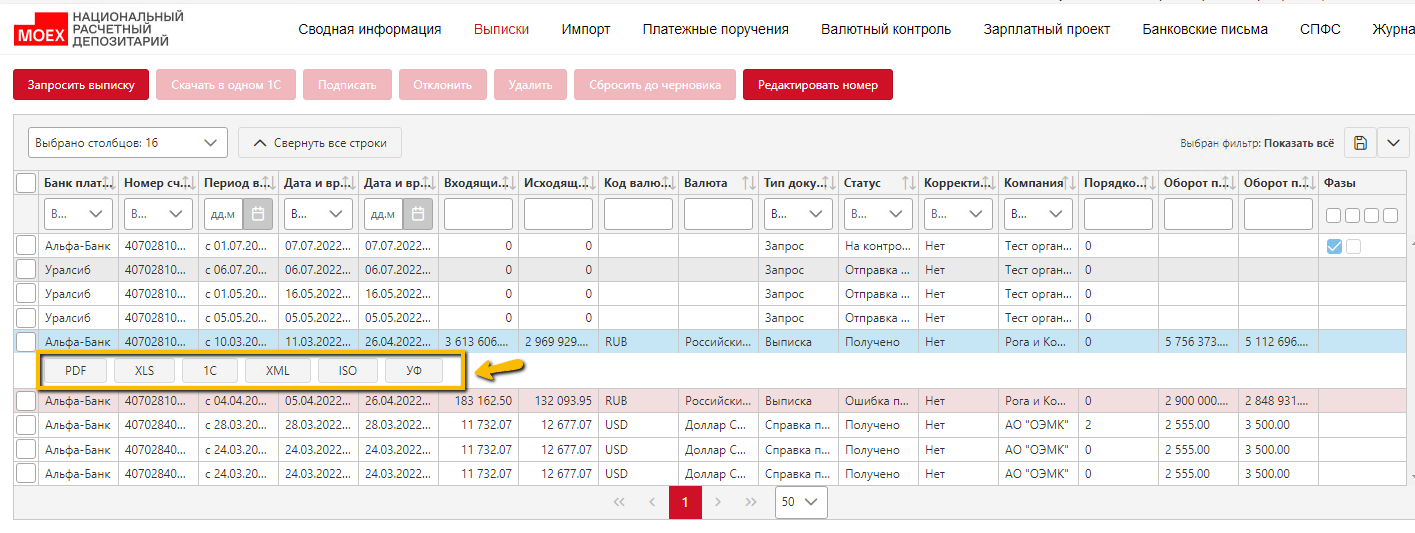 MOEX НАЦИОНАЛЬНЫЙ РАСЧЕТНЫЙ ДЕПОЗИТАРИЙ
Сводная информация Выписки Импорт Платежные поручения Валютный контроль Зарплатный проект Банковские письма СПФС Журна
Запросить выписку Скачать в одном 1С Подписать Отклонить Удалить Сбросить до черновика Редактировать номер
Выбрано столбцов: 16 Свернуть все строки Выбран фильтр: Показать всё
Банк плат... Номер сч... Период в... Дата и вр... Дата и вр... Входящи... Исходящ... Код валю... Валюта Тип доку... Статус Корректи... Компания Порядко... Оборот п... Оборот п... Фазы
В... В... дд.м В... дд.м В... В... В... В...
Альфа-Банк 40702810... с 01.07.20... 07.07.2022... 07.07.2022... 0 0 Запрос На контро... Нет Тест орган... 0
Уралсиб 40702810... с 06.07.20... 06.07.2022... 06.07.2022... 0 0 Запрос Отправка ... Нет Тест орган... 0
Уралсиб 40702810... с 01.05.20... 16.05.2022... 16.05.2022... 0 0 Запрос Отправка ... Нет Тест орган... 0
Уралсиб 40702810... с 05.05.20... 05.05.2022... 05.05.2022... 0 0 Запрос Отправка ... Нет Тест орган... 0
Альфа-Банк 40702810... с 10.03.20... 11.03.2022... 26.04.2022... 3 613 606.... 2 969 929.... RUB Российски... Выписка Получено Нет Рога и Ко... 0 5 756 373.... 5 112 696....
PDF XLS 1С XML ISO УФ
Альфа-Банк 40702810... с 04.04.20... 05.04.2022... 26.04.2022... 183 162.50 132 093.95 RUB Российски... Выписка Ошибка п... Нет Рога и Ко... 0 2 900 000.... 2 848 931....
Альфа-Банк 40702840... с 28.03.20... 28.03.2022... 28.03.2022... 11 732.07 12 677.07 USD Доллар С... Справка п... Получено Нет АО "ОЭМК" 2 2 555.00 3 500.00
Альфа-Банк 40702840... с 24.03.20... 24.03.2022... 24.03.2022... 11 732.07 12 677.07 USD Доллар С... Справка п... Получено Нет АО "ОЭМК" 0 2 555.00 3 500.00
Альфа-Банк 40702840... с 24.03.20... 24.03.2022... 24.03.2022... 11 732.07 12 677.07 USD Доллар С... Справка п... Получено Нет АО "ОЭМК" 0 2 555.00 3 500.00
1 50